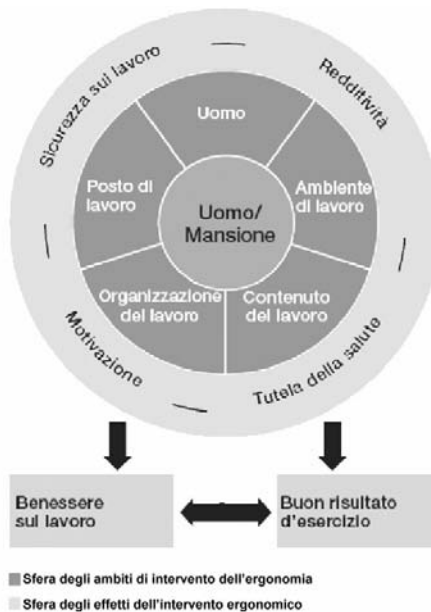 Sicurezza sul lavoro
Redditività
Uomo
Posto di
lavoro
Ambiente
di lavoro
Uomo/
Mansione
Organizzazione
del lavoro
Contenuto
del lavoro
Motivazione
Tutela della salute
Benessere
sul lavoro
Buon risultato
d'esercizio
Sfera degli ambiti di intervento dell'ergonomia
Sfera degli effetti dell'intervento ergonomico